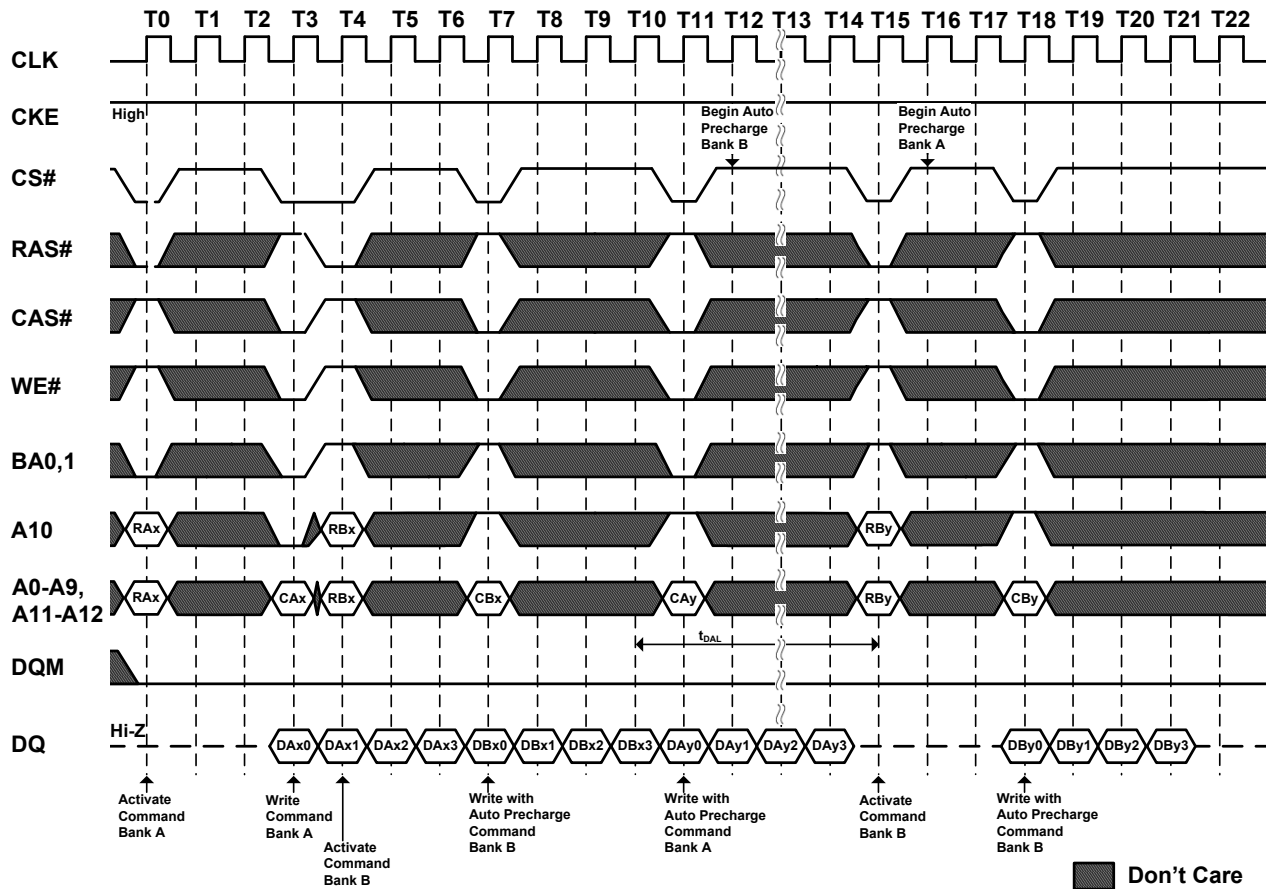 T0 T1 T2 T3 T4 T5 T6 T7 T8 T9 T10 T11 T12 T13 T14 T15 T16 T17 T18 T19 T20 T21 T22
CLK
CKE
High
Begin Auto
Precharge
Bank B
Begin Auto
Precharge
Bank A
CS#
RAS#
CAS#
WE#
BA0,1
A10
RAx RBx RBy
A0-A9,
A11-A12
RAx CAx RBx CBx CAy RBy CBy
tDAL
DQM
DQ
Hi-Z
DAx0 DAx1 DAx2 DAx3 DBx0 DBx1 DBx2 DBx3 DAy0 DAy1 DAy2 DAy3 DBy0 DBy1 DBy2 DBy3
Activate
Command
Bank A
Write
Command
Bank A
Activate
Command
Bank B
Write with
Auto Precharge
Command
Bank B
Write with
Auto Precharge
Command
Bank A
Activate
Command
Bank B
Write with
Auto Precharge
Command
Bank B
Don't Care